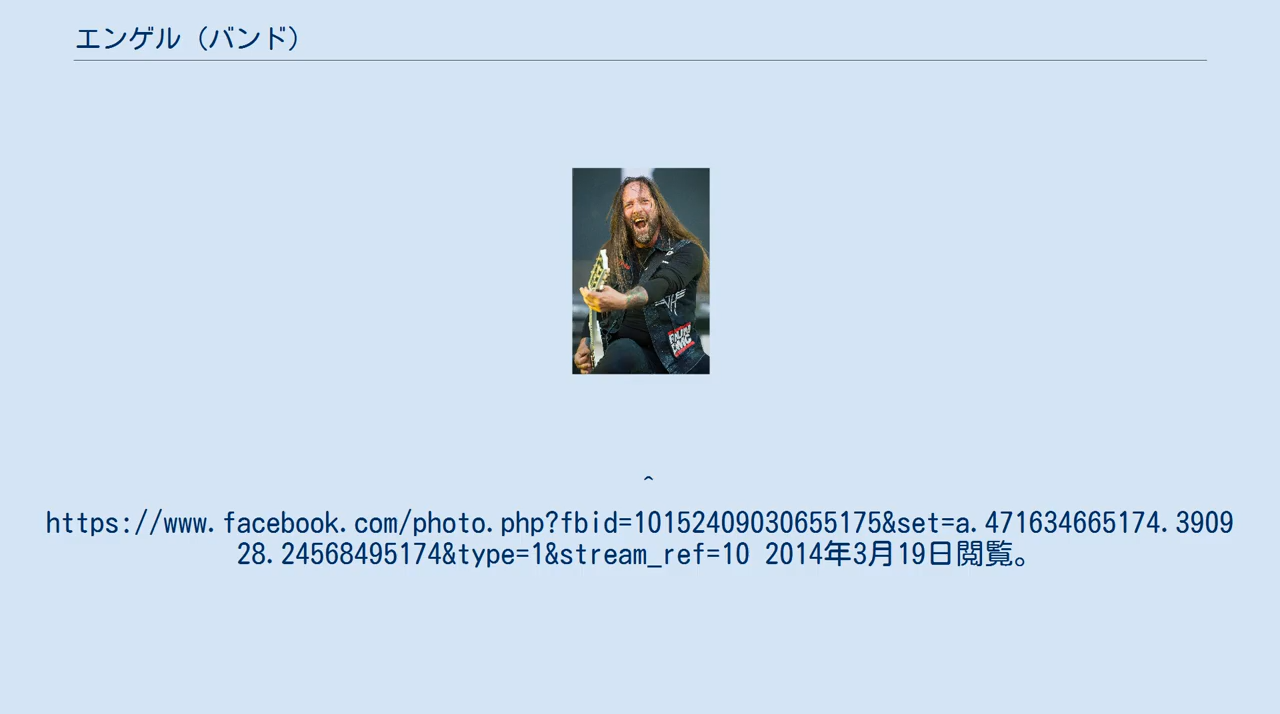 エンゲル（バンド）
^
https://www.facebook.com/photo.php?fbid=10152409030655175&set=a.471634665174.3909
28.24568495174&type=1&stream_ref=10 2014年3月19日閲覧。